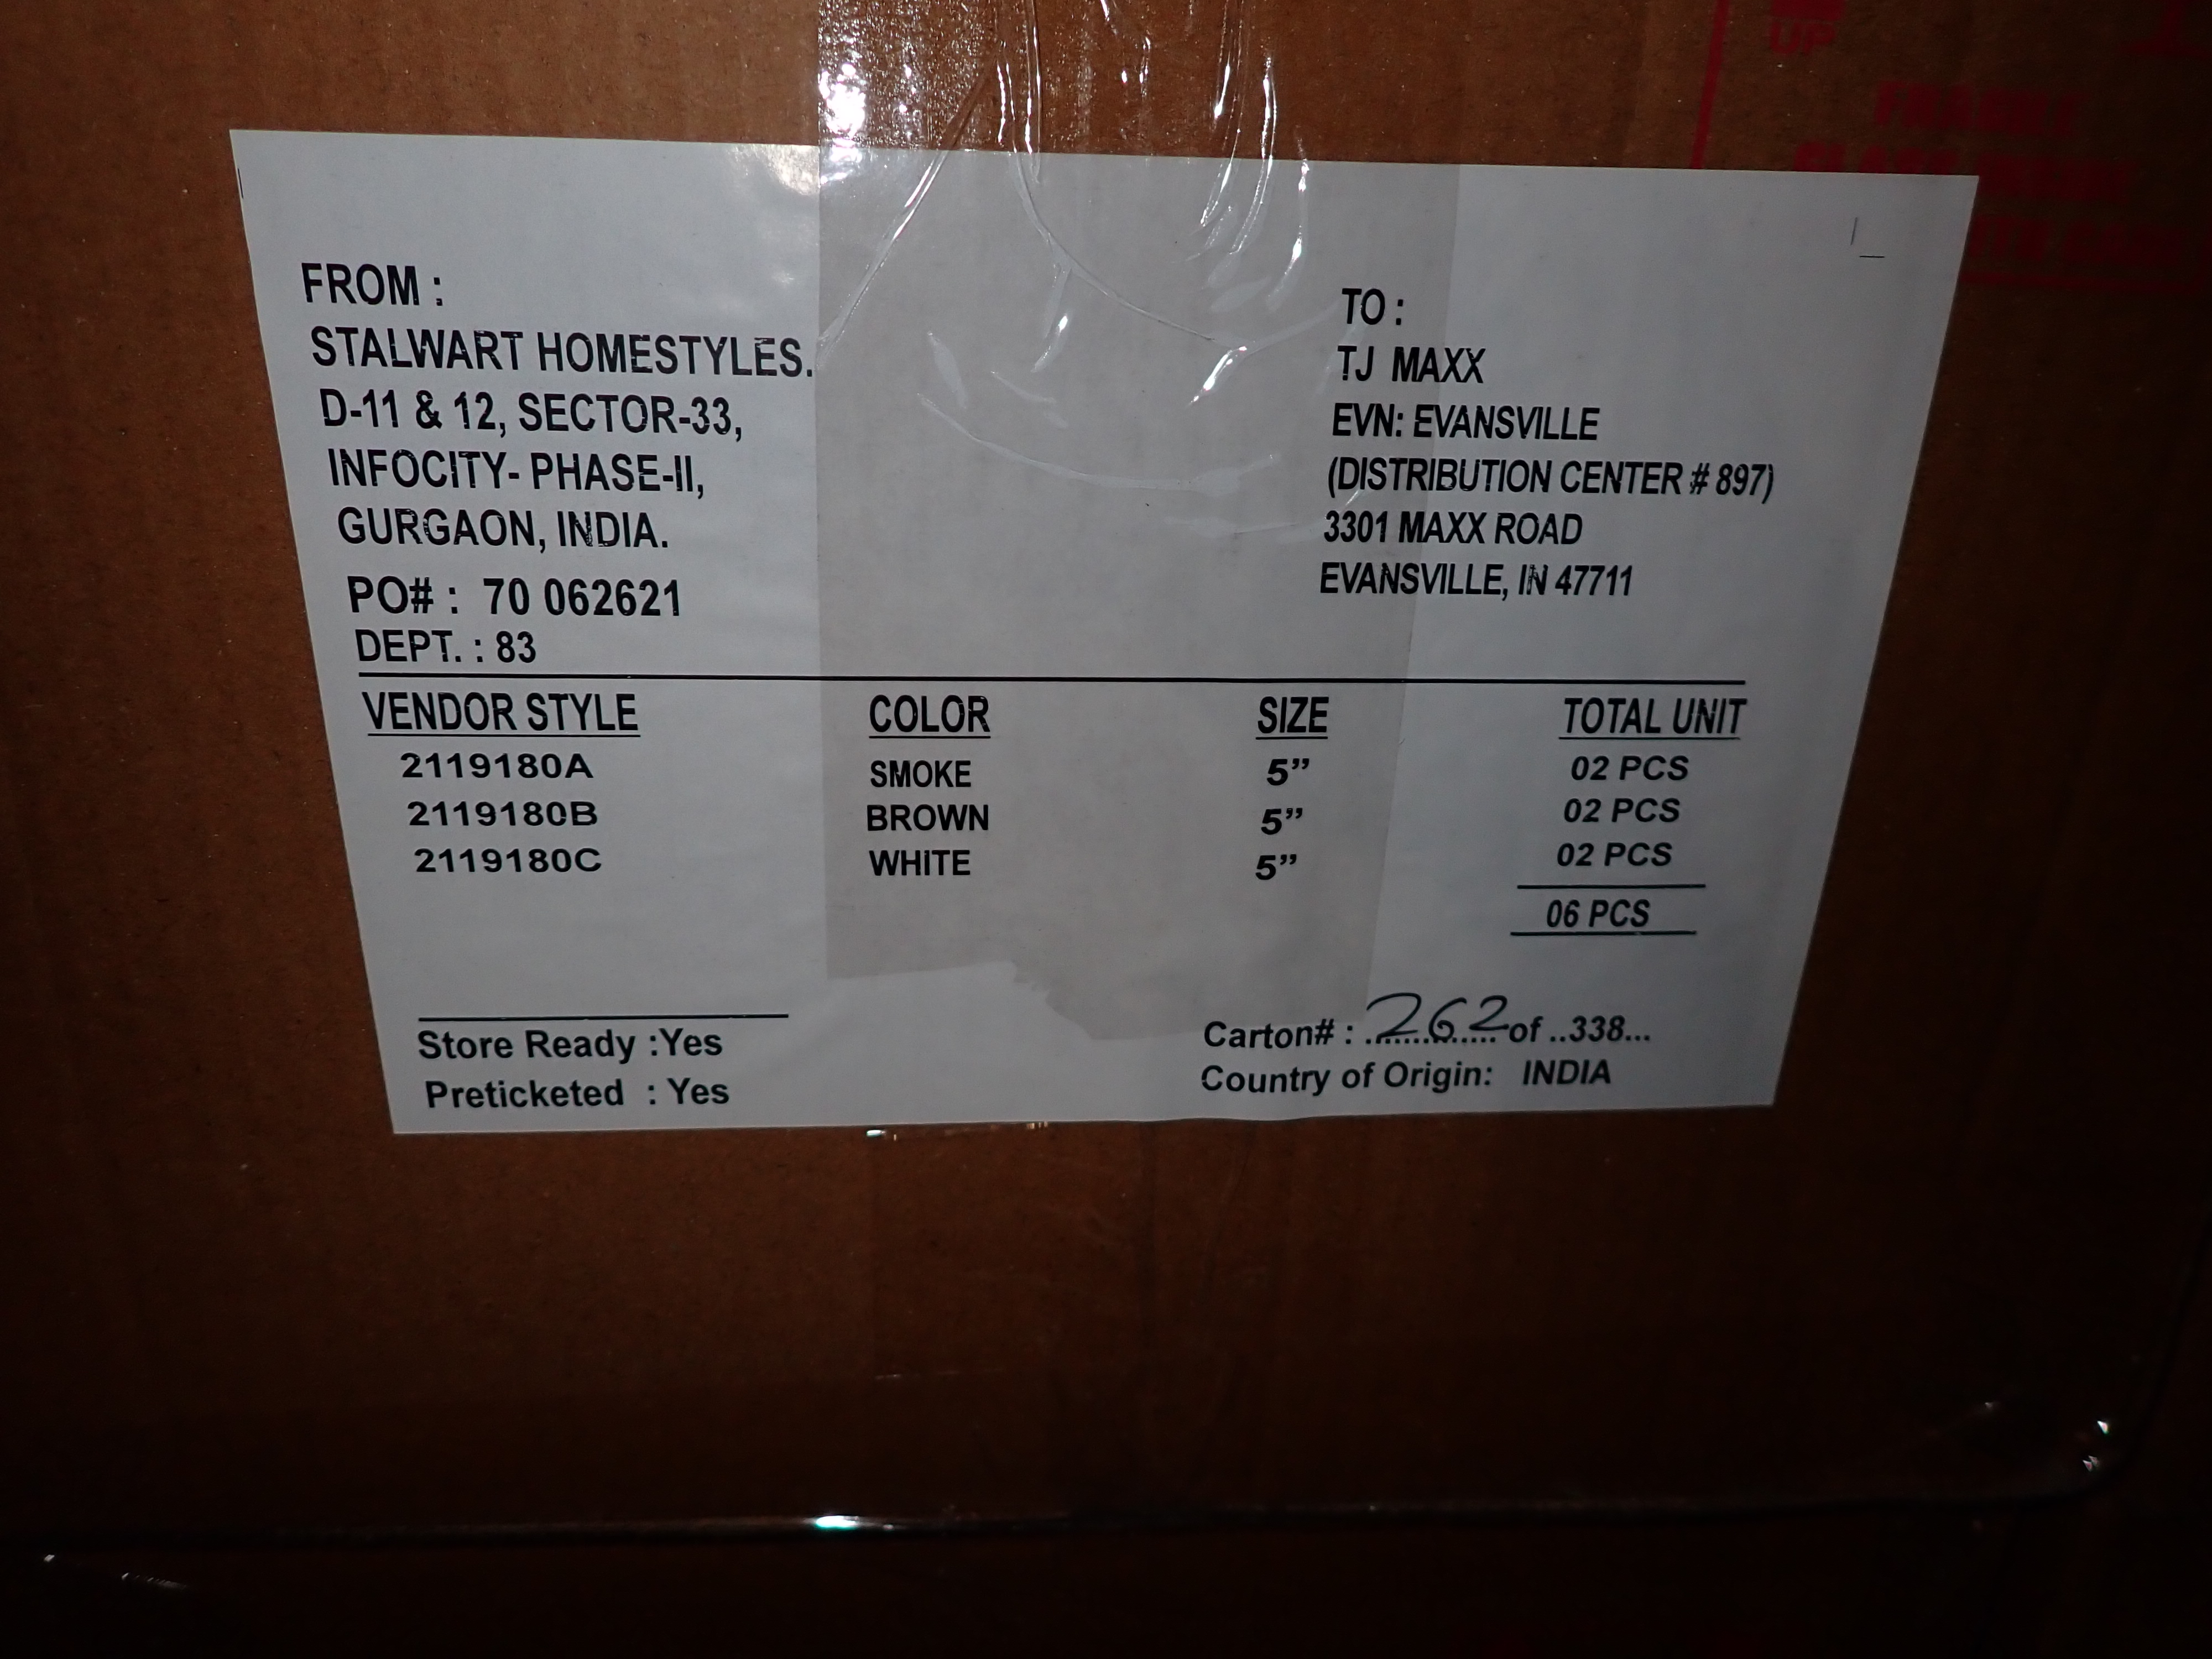 UP
FRAGILE
FROM :
STALWART HOMESTYLES.
D-11 & 12, SECTOR-33,
INFOCITY- PHASE-II,
GURGAON, INDIA.
PO# : 70 062621
DEPT. : 83
TO :
TJ MAXX
EVN: EVANSVILLE
(DISTRIBUTION CENTER # 897)
3301 MAXX ROAD
EVANSVILLE, IN 47711
VENDOR STYLE COLOR SIZE TOTAL UNIT
2119180A SMOKE 5” 02 PCS
2119180B BROWN 5” 02 PCS
2119180C WHITE 5” 02 PCS
06 PCS
Store Ready :Yes
Preticketed : Yes
Carton# : 262 of ..338...
Country of Origin: INDIA